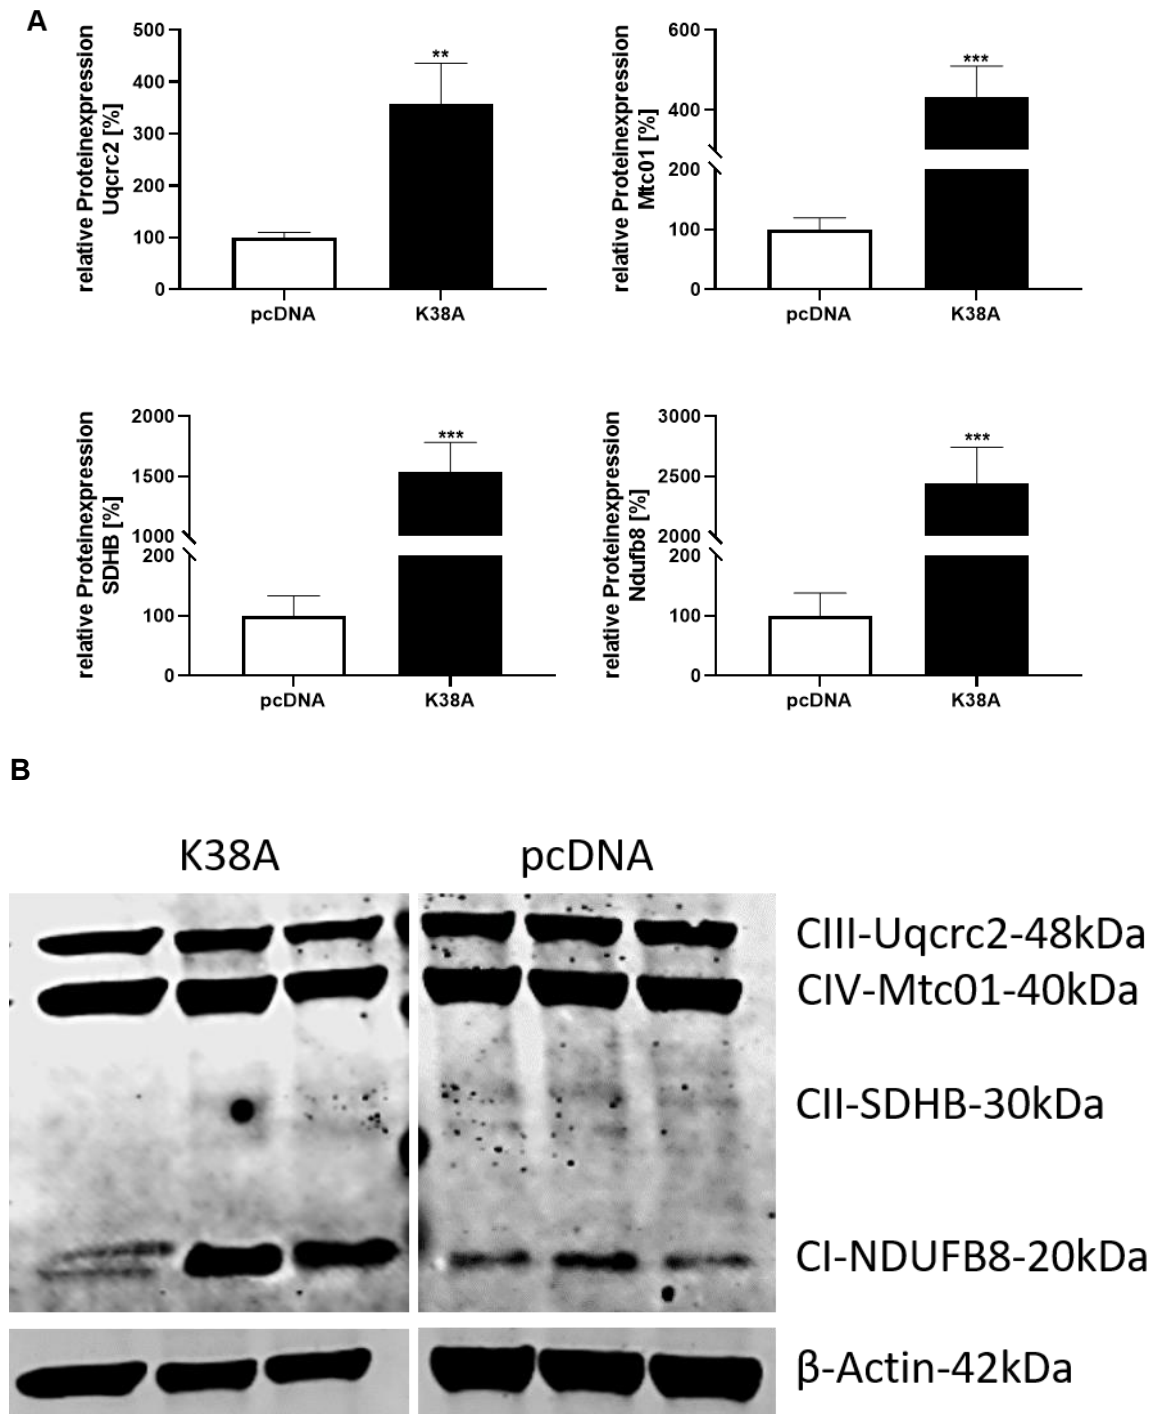 A
relative Proteinexpression
Uqcrc2 [%]
500
400
300
200
100
0
**
pcDNA
K38A
relative Proteinexpression
Mtc01 [%]
600
400
200
100
0
***
pcDNA
K38A
relative Proteinexpression
SDHB [%]
2000
1500
1000
200
100
0
***
pcDNA
K38A
relative Proteinexpression
Ndufb8 [%]
3000
2500
2000
200
100
0
***
pcDNA
K38A
B
K38A
pcDNA
CIII-Uqcrc2-48kDa
CIV-Mtc01-40kDa
CII-SDHB-30kDa
CI-NDUFB8-20kDa
β-Actin-42kDa